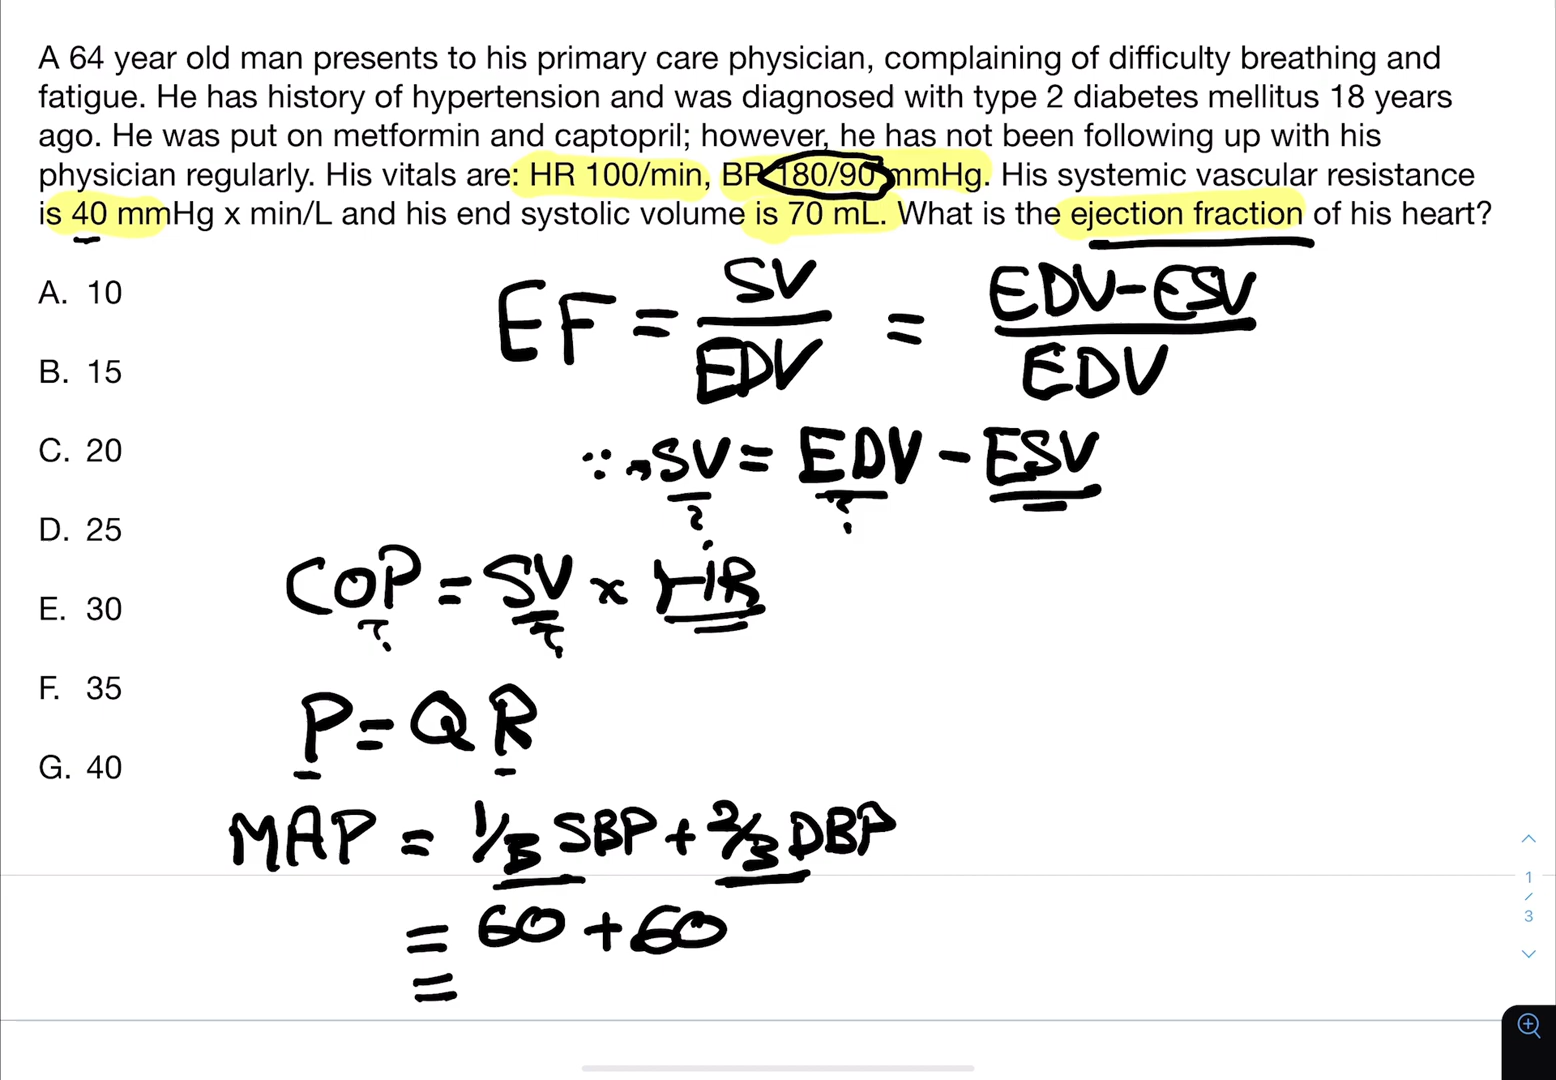 A 64 year old man presents to his primary care physician, complaining of difficulty breathing and
fatigue. He has history of hypertension and was diagnosed with type 2 diabetes mellitus 18 years
ago. He was put on metformin and captopril; however, he has not been following up with his
physician regularly. His vitals are: HR 100/min, BP 180/90 mmHg. His systemic vascular resistance
is 40 mmHg x min/L and his end systolic volume is 70 mL. What is the ejection fraction of his heart?
A. 10
B. 15
C. 20
D. 25
E. 30
F. 35
G. 40
EF = SV/EDV = EDV-ESV/EDV
∵ SV = EDV - ESV
? ?
COP = SV x HR
? ?
P = QR
MAP = 1/3 SBP + 2/3 DBP
= 60 + 60
=
1
/
3